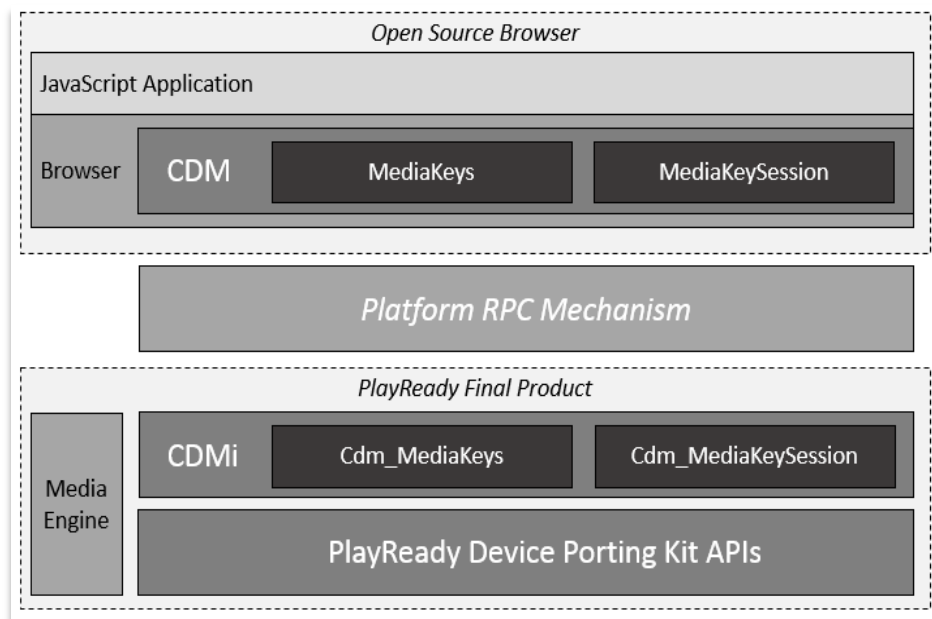 Open Source Browser
JavaScript Application
Browser
CDM
MediaKeys
MediaKeySession
Platform RPC Mechanism
PlayReady Final Product
Media
Engine
CDMi
Cdm_MediaKeys
Cdm_MediaKeySession
PlayReady Device Porting Kit APIs